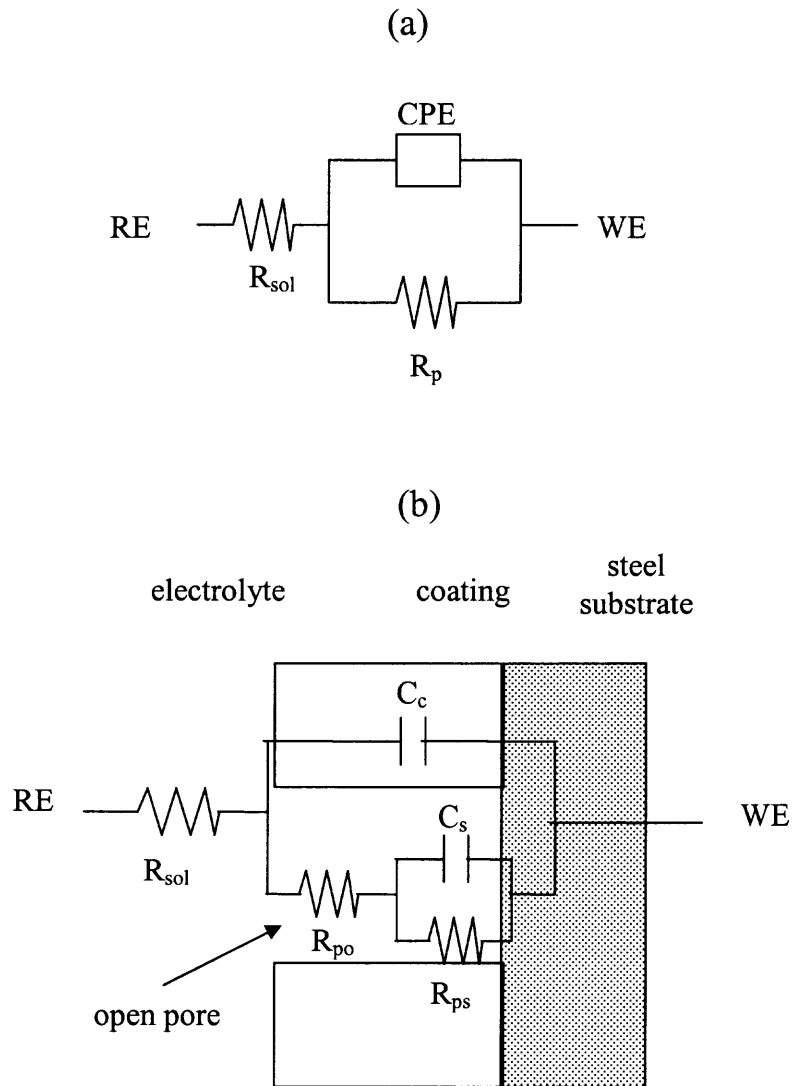 (a)
CPE
RE
WE
R_sol
R_p
(b)
electrolyte
coating
steel
substrate
C_c
RE
C_s
WE
R_sol
R_po
R_ps
open pore